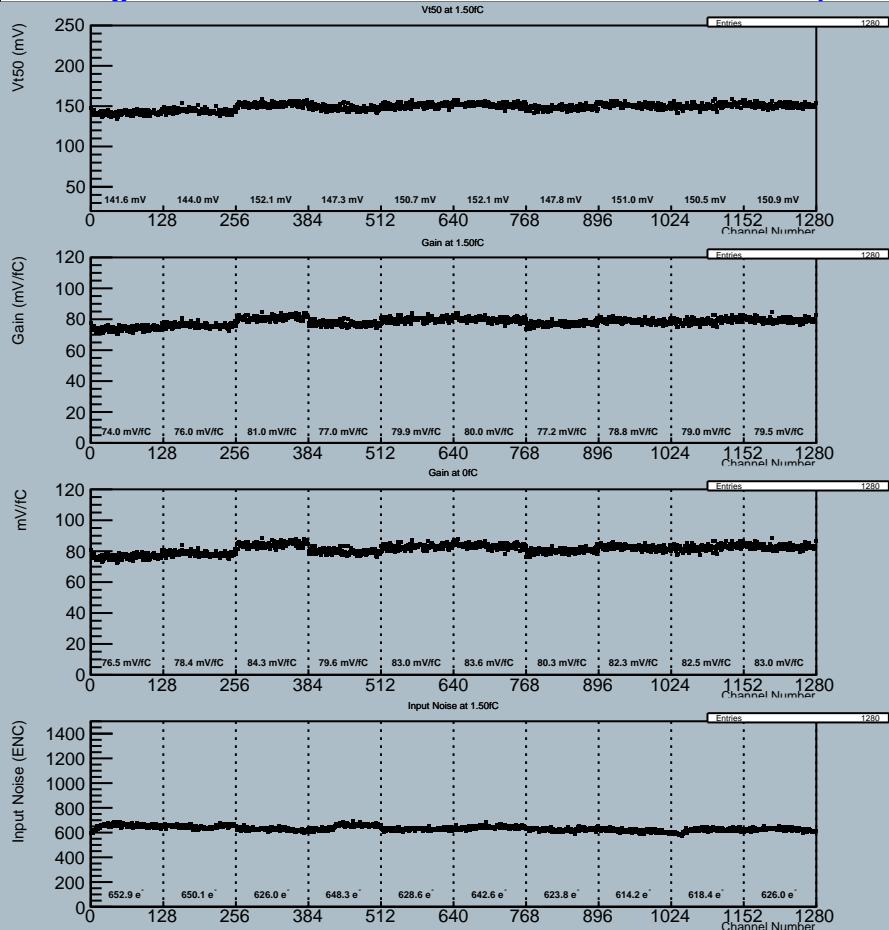 Vt50 at 1.50fC
Entries 1280
Vt50 (mV)
250
200
150
100
50
141.6 mV 144.0 mV 152.1 mV 147.3 mV 150.7 mV 152.1 mV 147.8 mV 151.0 mV 150.5 mV 150.9 mV
0 128 256 384 512 640 768 896 1024 1152 1280
Channel Number
Gain at 1.50fC
Entries 1280
Gain (mV/fC)
120
100
80
60
40
20
0
74.0 mV/fC 76.0 mV/fC 81.0 mV/fC 77.0 mV/fC 79.9 mV/fC 80.0 mV/fC 77.2 mV/fC 78.8 mV/fC 79.0 mV/fC 79.5 mV/fC
0 128 256 384 512 640 768 896 1024 1152 1280
Channel Number
Gain at 0fC
Entries 1280
mV/fC
120
100
80
60
40
20
0
76.5 mV/fC 78.4 mV/fC 84.3 mV/fC 79.6 mV/fC 83.0 mV/fC 83.6 mV/fC 80.3 mV/fC 82.3 mV/fC 82.5 mV/fC 83.0 mV/fC
0 128 256 384 512 640 768 896 1024 1152 1280
Channel Number
Input Noise at 1.50fC
Entries 1280
Input Noise (ENC)
1400
1200
1000
800
600
400
200
0
652.9 e⁻ 650.1 e⁻ 626.0 e⁻ 648.3 e⁻ 628.6 e⁻ 642.6 e⁻ 623.8 e⁻ 614.2 e⁻ 618.4 e⁻ 626.0 e⁻
0 128 256 384 512 640 768 896 1024 1152 1280
Channel Number